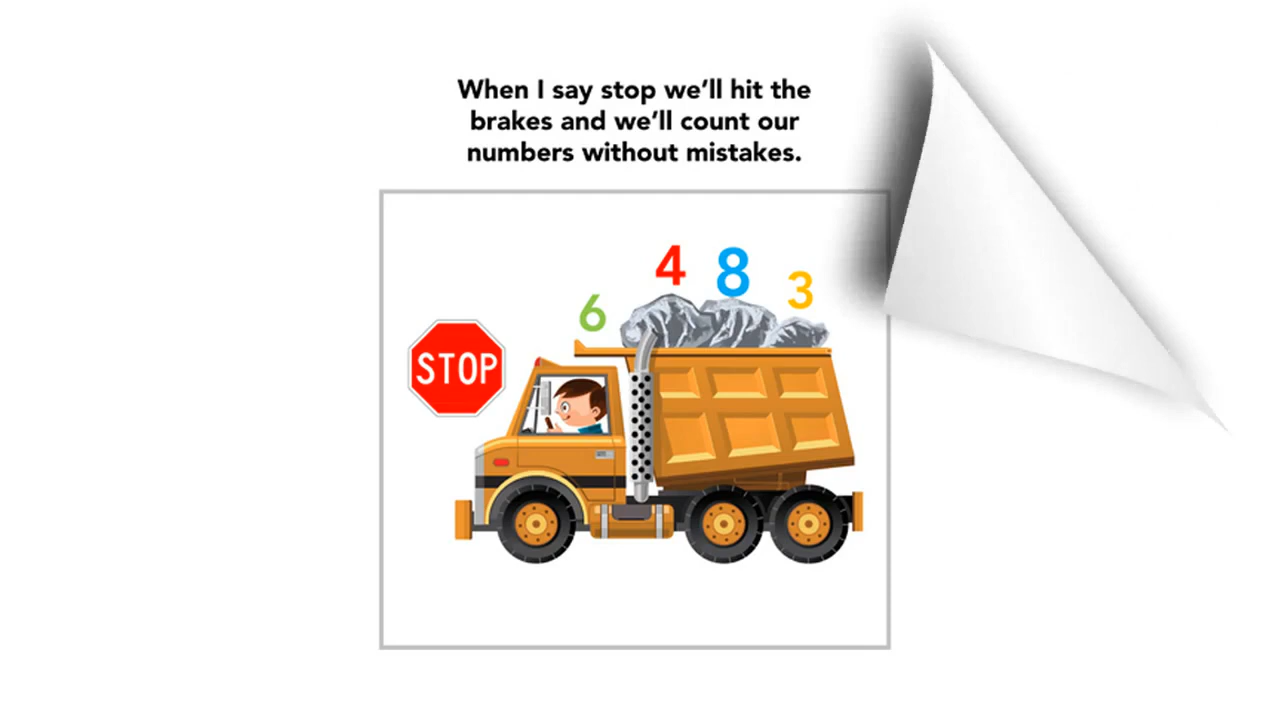 When I say stop we'll hit the
brakes and we'll count our
numbers without mistakes.
4 8
6 3
STOP